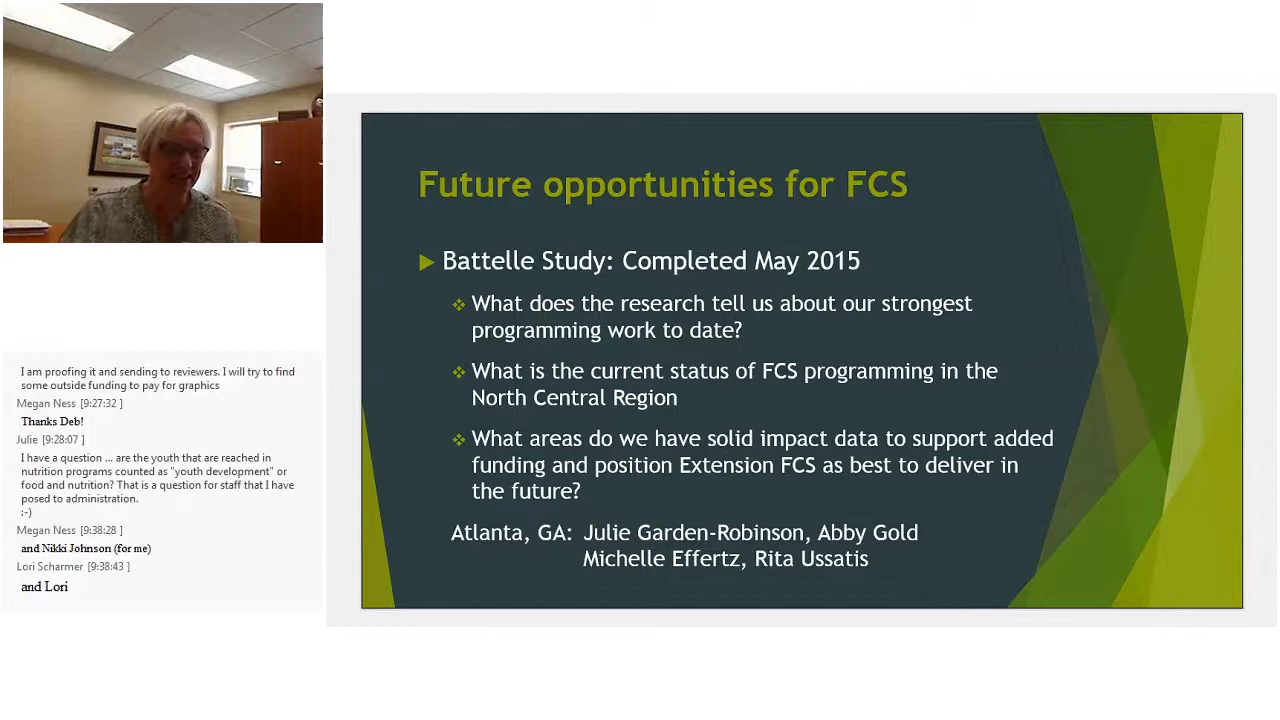 Future opportunities for FCS
Battelle Study: Completed May 2015
What does the research tell us about our strongest
programming work to date?
What is the current status of FCS programming in the
North Central Region
What areas do we have solid impact data to support added
funding and position Extension FCS as best to deliver in
the future?
Atlanta, GA: Julie Garden-Robinson, Abby Gold
Michelle Effertz, Rita Ussatis
I am proofing it and sending to reviewers. I will try to find
some outside funding to pay for graphics
Megan Ness [9:27:32 ]
Thanks Deb!
Julie [9:28:07 ]
I have a question ... are the youth that are reached in
nutrition programs counted as "youth development" or
food and nutrition? That is a question for staff that I have
posed to administration.
:-)
Megan Ness [9:38:28 ]
and Nikki Johnson (for me)
Lori Scharmer [9:38:43 ]
and Lori